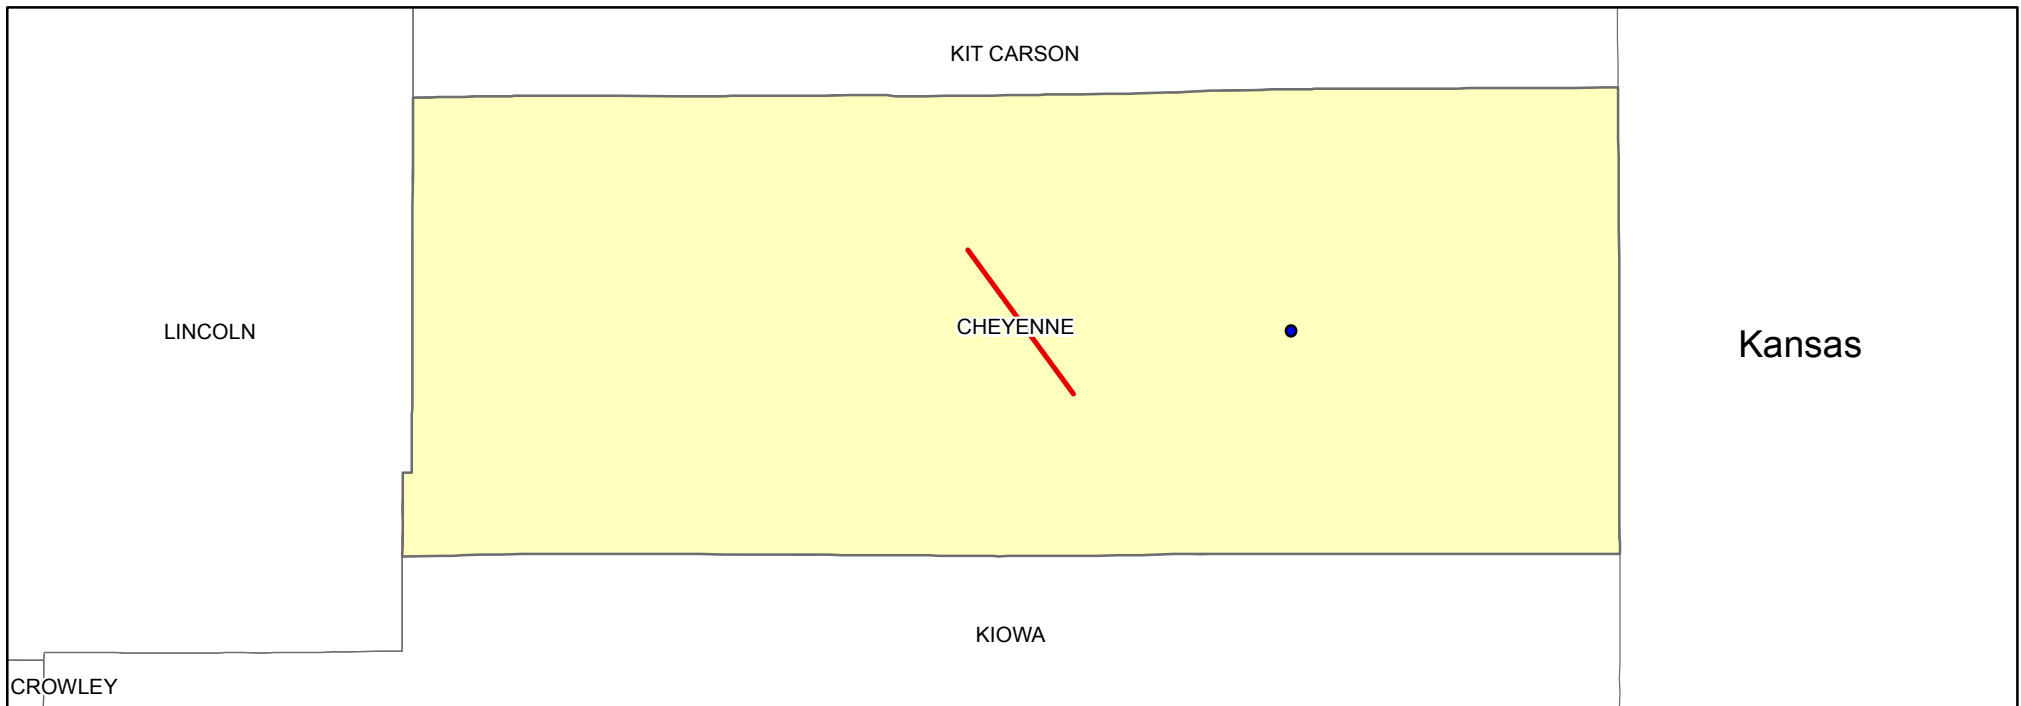 KIT CARSON
LINCOLN
CHEYENNE
Kansas
KIOWA
CROWLEY